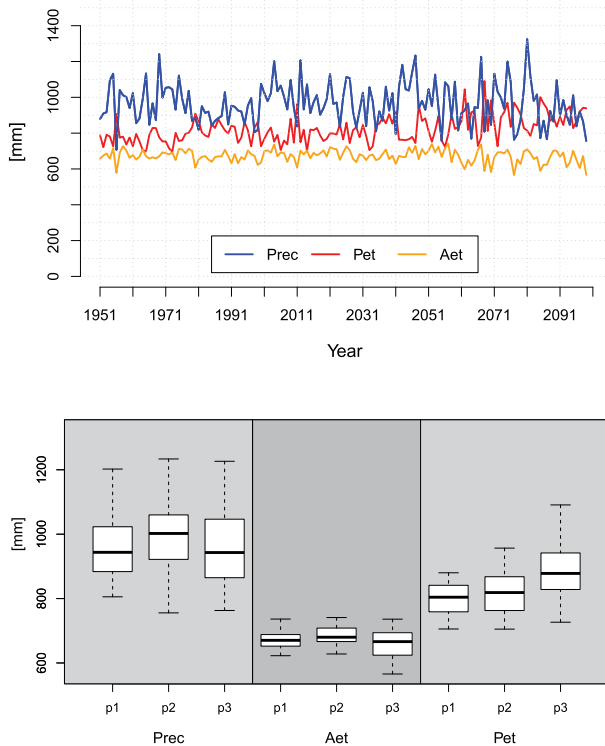 1400
1000
[mm]
600
400
200
0
Prec Pet Aet
1951 1971 1991 2011 2031 2051 2071 2091
Year
1200
1000
[mm]
800
600
p1 p2 p3 p1 p2 p3 p1 p2 p3
Prec Aet Pet